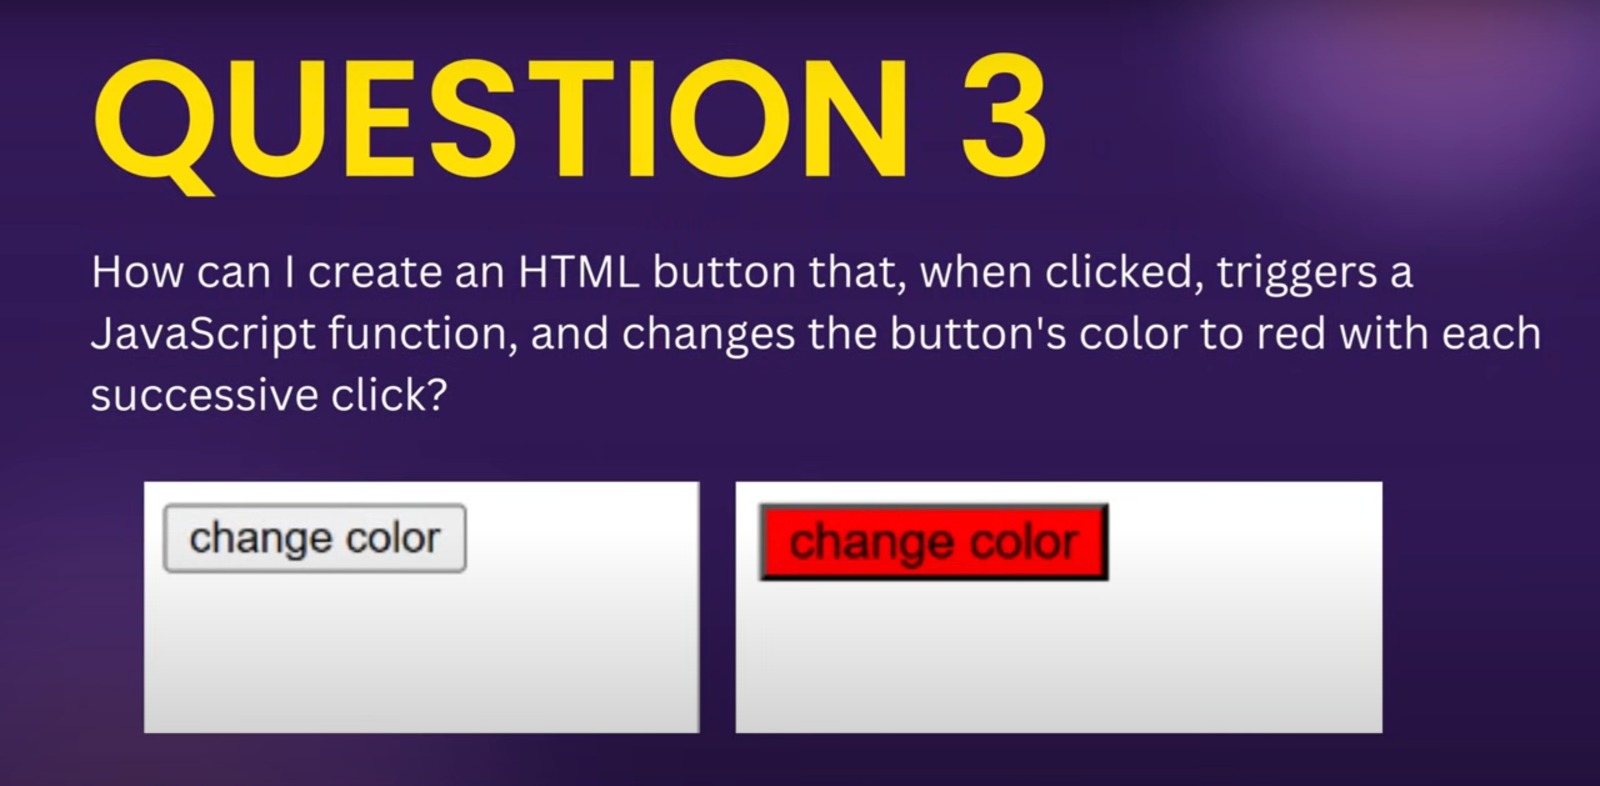 QUESTION 3
How can I create an HTML button that, when clicked, triggers a
JavaScript function, and changes the button's color to red with each
successive click?
change color
change color